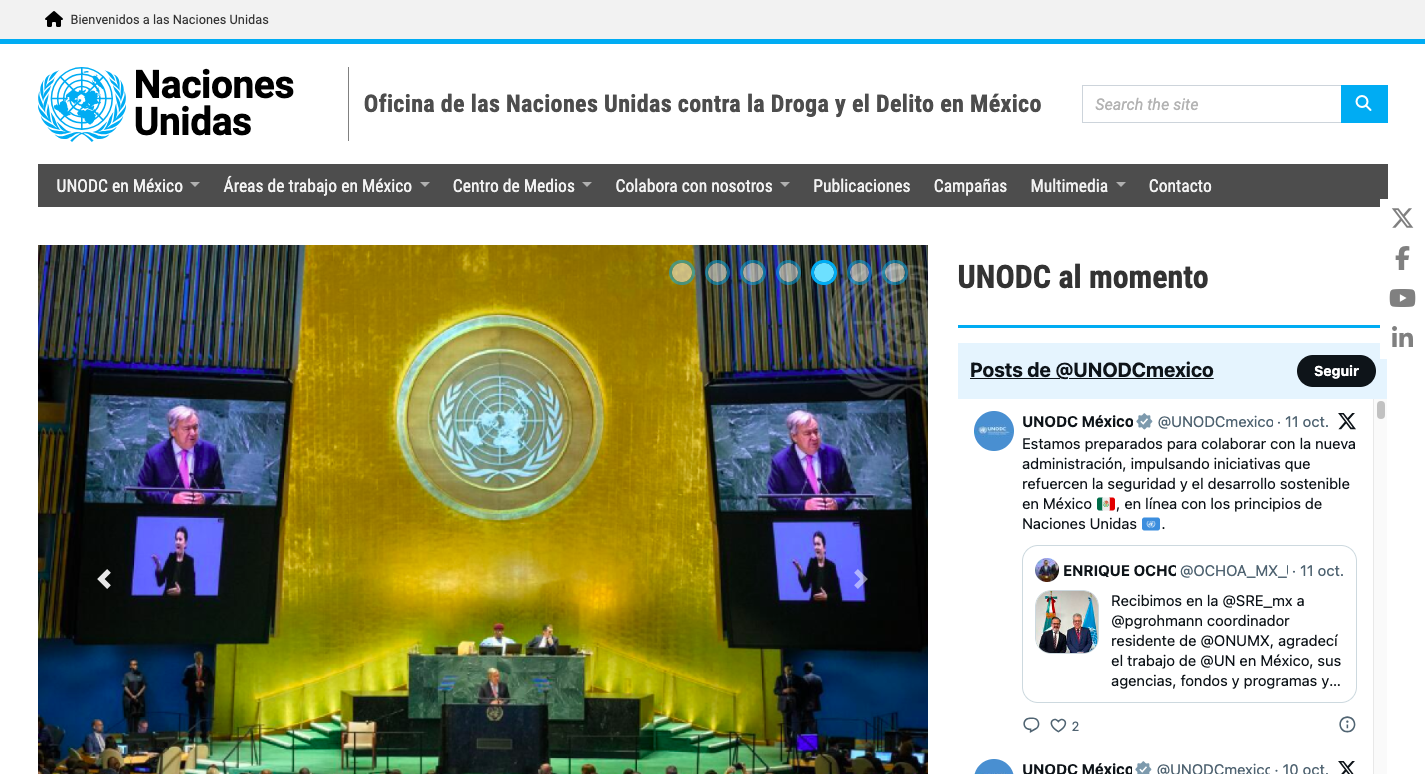 Bienvenidos a las Naciones Unidas
Naciones
Unidas
Oficina de las Naciones Unidas contra la Droga y el Delito en México
Search the site
UNODC en México Áreas de trabajo en México Centro de Medios Colabora con nosotros Publicaciones Campañas Multimedia Contacto
UNODC al momento
Posts de @UNODCmexico
Seguir
UNODC México @UNODCmexico · 11 oct.
Estamos preparados para colaborar con la nueva
administración, impulsando iniciativas que
refuercen la seguridad y el desarrollo sostenible
en México 🇲🇽, en línea con los principios de
Naciones Unidas 🇺🇳.
ENRIQUE OCHO @OCHOA_MX_ · 11 oct.
Recibimos en la @SRE_mx a
@pgrohmann coordinador
residente de @ONUMX, agradecí
el trabajo de @UN en México, sus
agencias, fondos y programas y...
2
UNODC México @UNODCmexico · 10 oct.